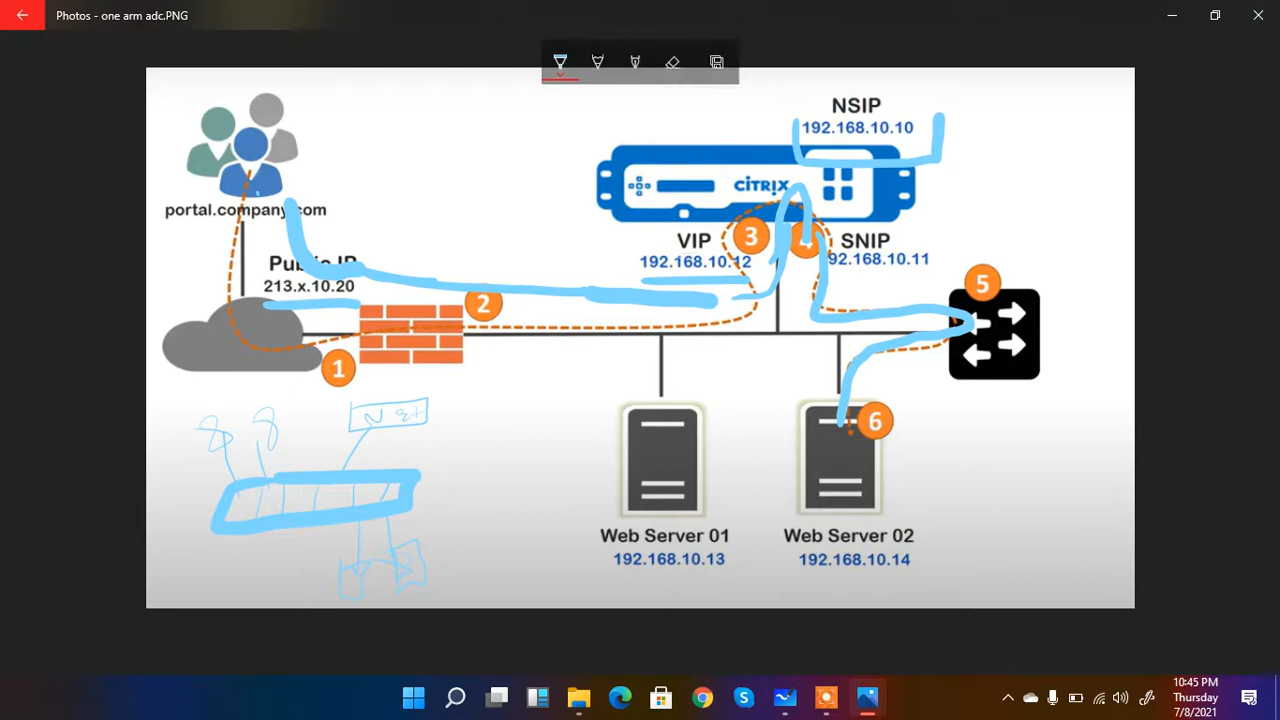 Photos - one arm adc.PNG
NSIP
192.168.10.10
CITRIX
portal.company.com
VIP
192.168.10.12
3
4
SNIP
192.168.10.11
Public IP
213.x.10.20
5
2
1
6
Web Server 01
192.168.10.13
Web Server 02
192.168.10.14
10:45 PM
Thursday
7/8/2021